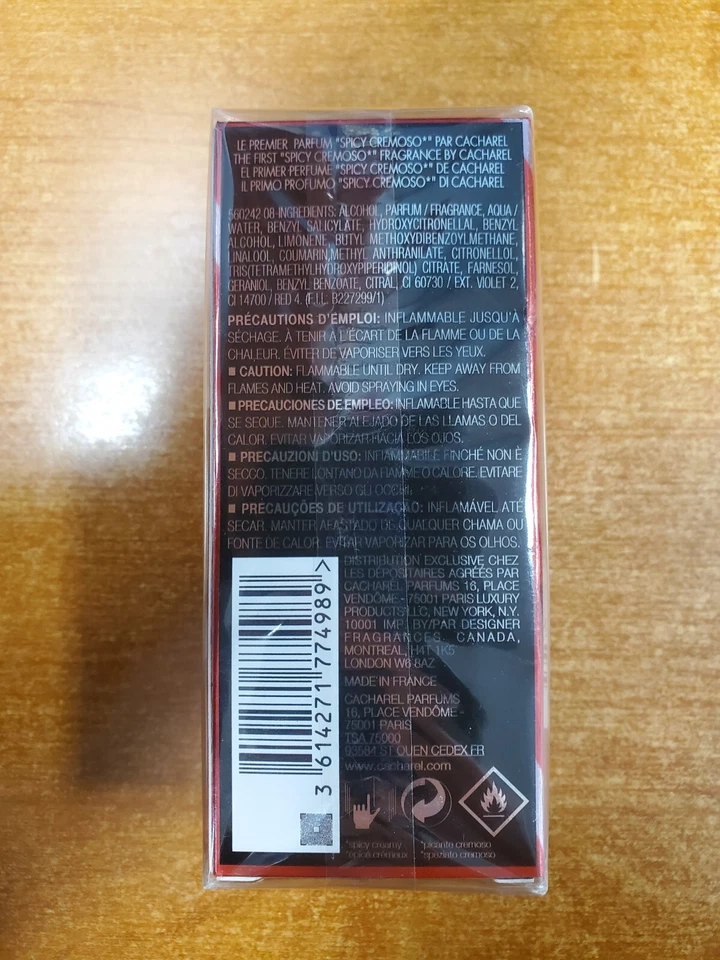 LE PREMIER PARFUM "SPICY CREMOSO*" PAR CACHAREL
THE FIRST "SPICY CREMOSO*" FRAGRANCE BY CACHAREL
EL PRIMER PERFUME "SPICY CREMOSO*" DE CACHAREL
IL PRIMO PROFUMO "SPICY CREMOSO*" DI CACHAREL
560242 08-INGREDIENTS: ALCOHOL, PARFUM / FRAGRANCE, AQUA /
WATER, BENZYL SALICYLATE, HYDROXYCITRONELLAL, BENZYL
ALCOHOL, LIMONENE, BUTYL METHOXYDIBENZOYLMETHANE,
LINALOOL, COUMARIN, METHYL ANTHRANILATE, CITRONELLOL,
TRIS(TETRAMETHYLHYDROXYPIPERIDINOL) CITRATE, FARNESOL,
GERANIOL, BENZYL BENZOATE, CITRAL, CI 60730 / EXT. VIOLET 2,
CI 14700 / RED 4. (F.I.L. B227299/1)
PRÉCAUTIONS D'EMPLOI: INFLAMMABLE JUSQU'À
SÉCHAGE. À TENIR À L'ÉCART DE LA FLAMME OU DE LA
CHALEUR. ÉVITER DE VAPORISER VERS LES YEUX.
■ CAUTION: FLAMMABLE UNTIL DRY. KEEP AWAY FROM
FLAMES AND HEAT. AVOID SPRAYING IN EYES.
■ PRECAUCIONES DE EMPLEO: INFLAMABLE HASTA QUE
SE SEQUE. MANTENER ALEJADO DE LAS LLAMAS O DEL
CALOR. EVITAR VAPORIZAR HACIA LOS OJOS.
■ PRECAUZIONI D'USO: INFIAMMABILE FINCHÉ NON È
SECCO. TENERE LONTANO DA FIAMME O CALORE. EVITARE
DI VAPORIZZARE VERSO GLI OCCHI.
■ PRECAUÇÕES DE UTILIZAÇÃO: INFLAMÁVEL ATÉ
SECAR. MANTER AFASTADO DE QUALQUER CHAMA OU
FONTE DE CALOR. EVITAR VAPORIZAR PARA OS OLHOS.
DISTRIBUTION EXCLUSIVE CHEZ
LES DÉPOSITAIRES AGRÉÉS PAR
CACHAREL PARFUMS 16, PLACE
VENDÔME - 75001 PARIS LUXURY
PRODUCTS LLC, NEW YORK, N.Y.
10001 IMP. BY/PAR DESIGNER
FRAGRANCES CANADA,
MONTREAL, H4T 1K5
LONDON W6 8AZ
MADE IN FRANCE
CACHAREL PARFUMS
16, PLACE VENDÔME -
75001 PARIS
TSA 75000
93584 ST OUEN CEDEX FR
www.cacharel.com
3 614271 774989 >
*spicy creamy *picante cremoso
*épicé crémeux *speziato cremoso